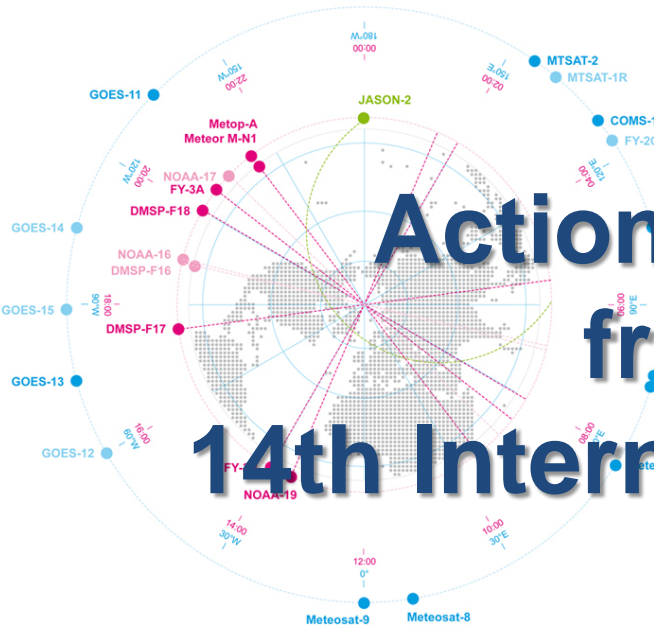 180°W
00:00
MTSAT-2
MTSAT-1R
150°E
02:00
150°W
22:00
GOES-11
JASON-2
Metop-A
Meteor M-N1
COMS-1
FY-2
120°E
04:00
120°W
20:00
NOAA-17
FY-3A
DMSP-F18
GOES-14
Action
NOAA-16
DMSP-F16
GOES-15
90°W
18:00
06:00
90°E
DMSP-F17
fr
GOES-13
16:00
60°W
08:00
GOES-12
14th Intern
FY-
NOAA-19
14:00
30°W
10:00
30°E
12:00
0°
Meteosat-9
Meteosat-8